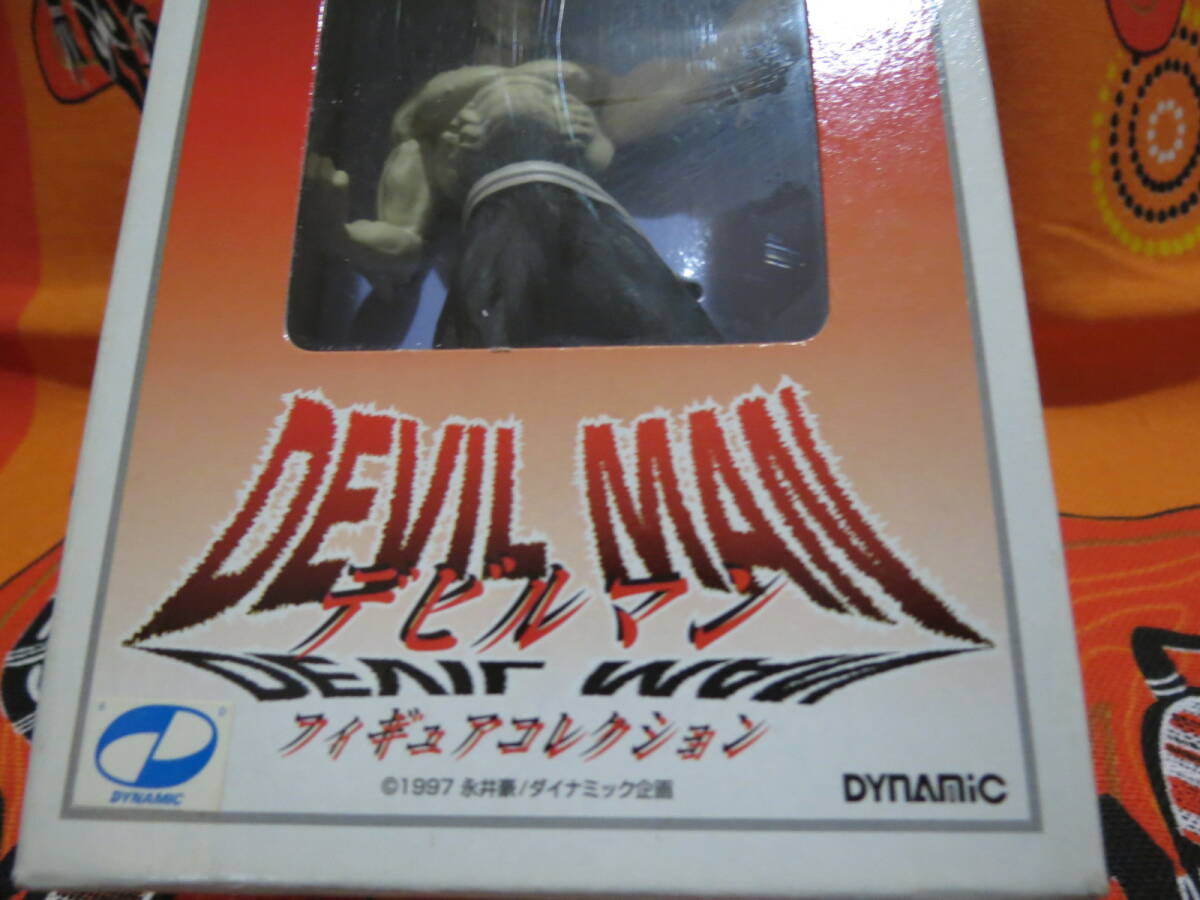 DEVIL MAN
デビルマン
DEVIL MAN
フィギュアコレクション
©1997 永井豪/ダイナミック企画
DYNAMIC
DYNAMIC